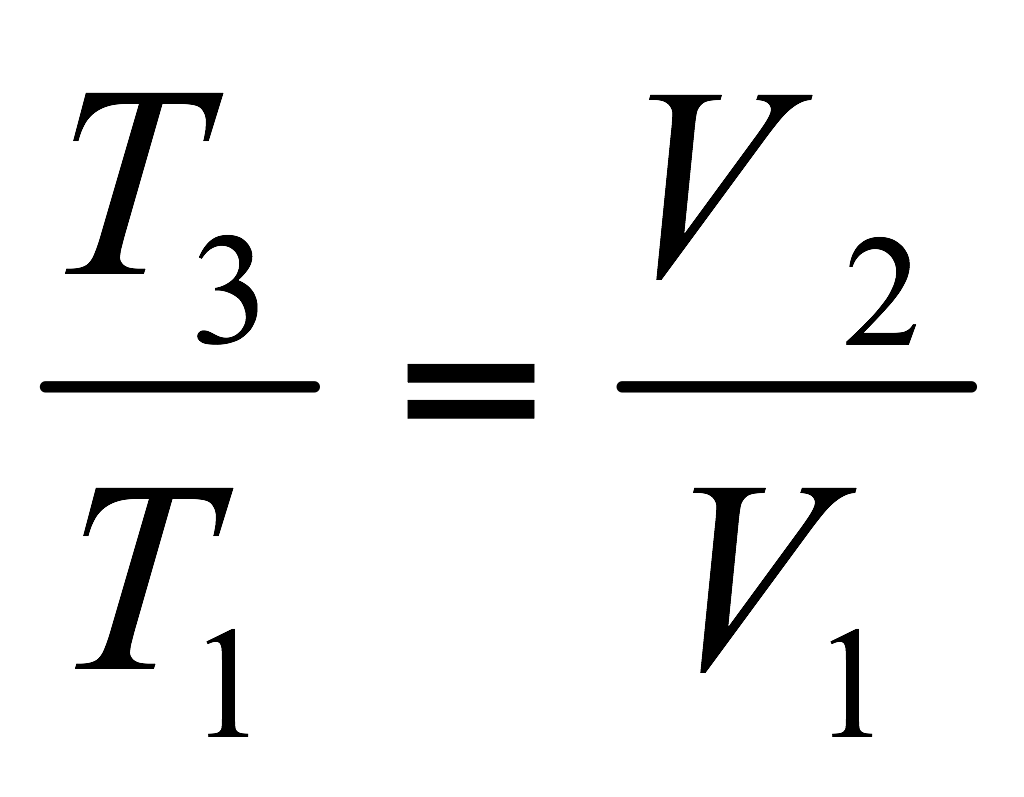 T₃/T₁ = V₂/V₁